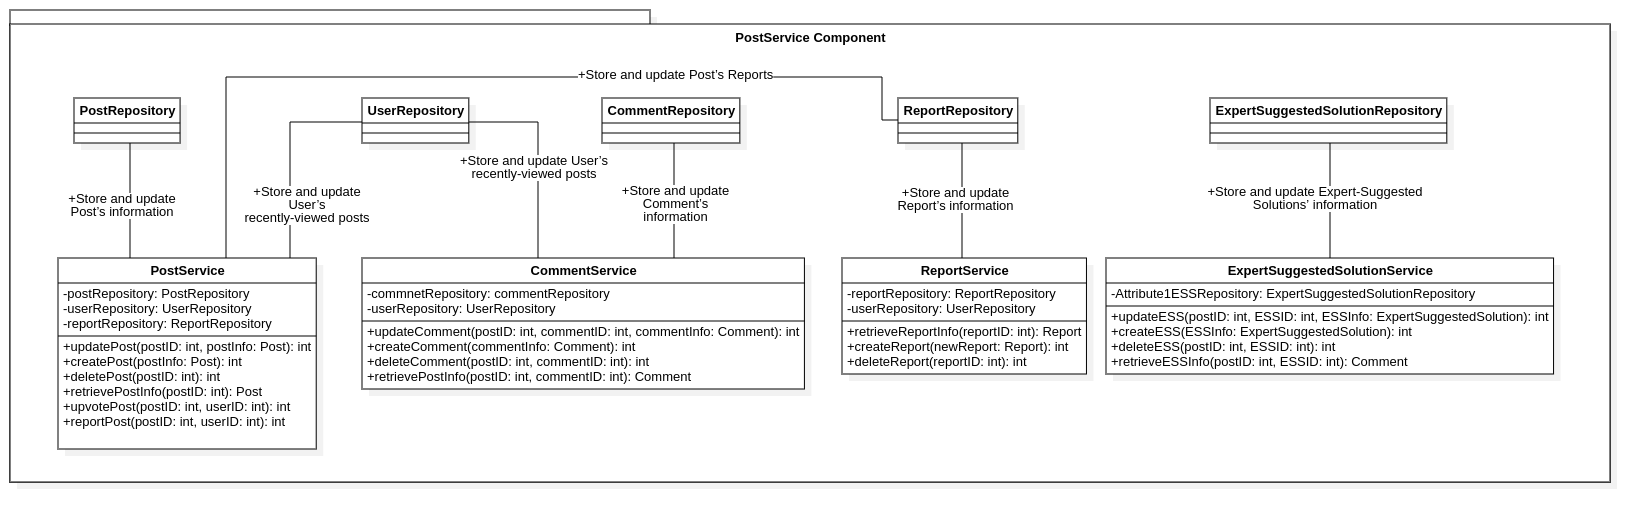 PostService Component
+Store and update Post’s Reports
PostRepository
UserRepository
CommentRepository
ReportRepository
ExpertSuggestedSolutionRepository
+Store and update
Post’s information
+Store and update
User’s
recently-viewed posts
+Store and update User’s
recently-viewed posts
+Store and update
Comment’s
information
+Store and update
Report’s information
+Store and update Expert-Suggested
Solutions’ information
PostService
-postRepository: PostRepository
-userRepository: UserRepository
-reportRepository: ReportRepository
+updatePost(postID: int, postInfo: Post): int
+createPost(postInfo: Post): int
+deletePost(postID: int): int
+retrievePostInfo(postID: int): Post
+upvotePost(postID: int, userID: int): int
+reportPost(postID: int, userID: int): int
CommentService
-commnetRepository: commentRepository
-userRepository: UserRepository
+updateComment(postID: int, commentID: int, commentInfo: Comment): int
+createComment(commentInfo: Comment): int
+deleteComment(postID: int, commentID: int): int
+retrievePostInfo(postID: int, commentID: int): Comment
ReportService
-reportRepository: ReportRepository
-userRepository: UserRepository
+retrieveReportInfo(reportID: int): Report
+createReport(newReport: Report): int
+deleteReport(reportID: int): int
ExpertSuggestedSolutionService
-Attribute1ESSRepository: ExpertSuggestedSolutionRepository
+updateESS(postID: int, ESSID: int, ESSInfo: ExpertSuggestedSolution): int
+createESS(ESSInfo: ExpertSuggestedSolution): int
+deleteESS(postID: int, ESSID: int): int
+retrieveESSInfo(postID: int, ESSID: int): Comment